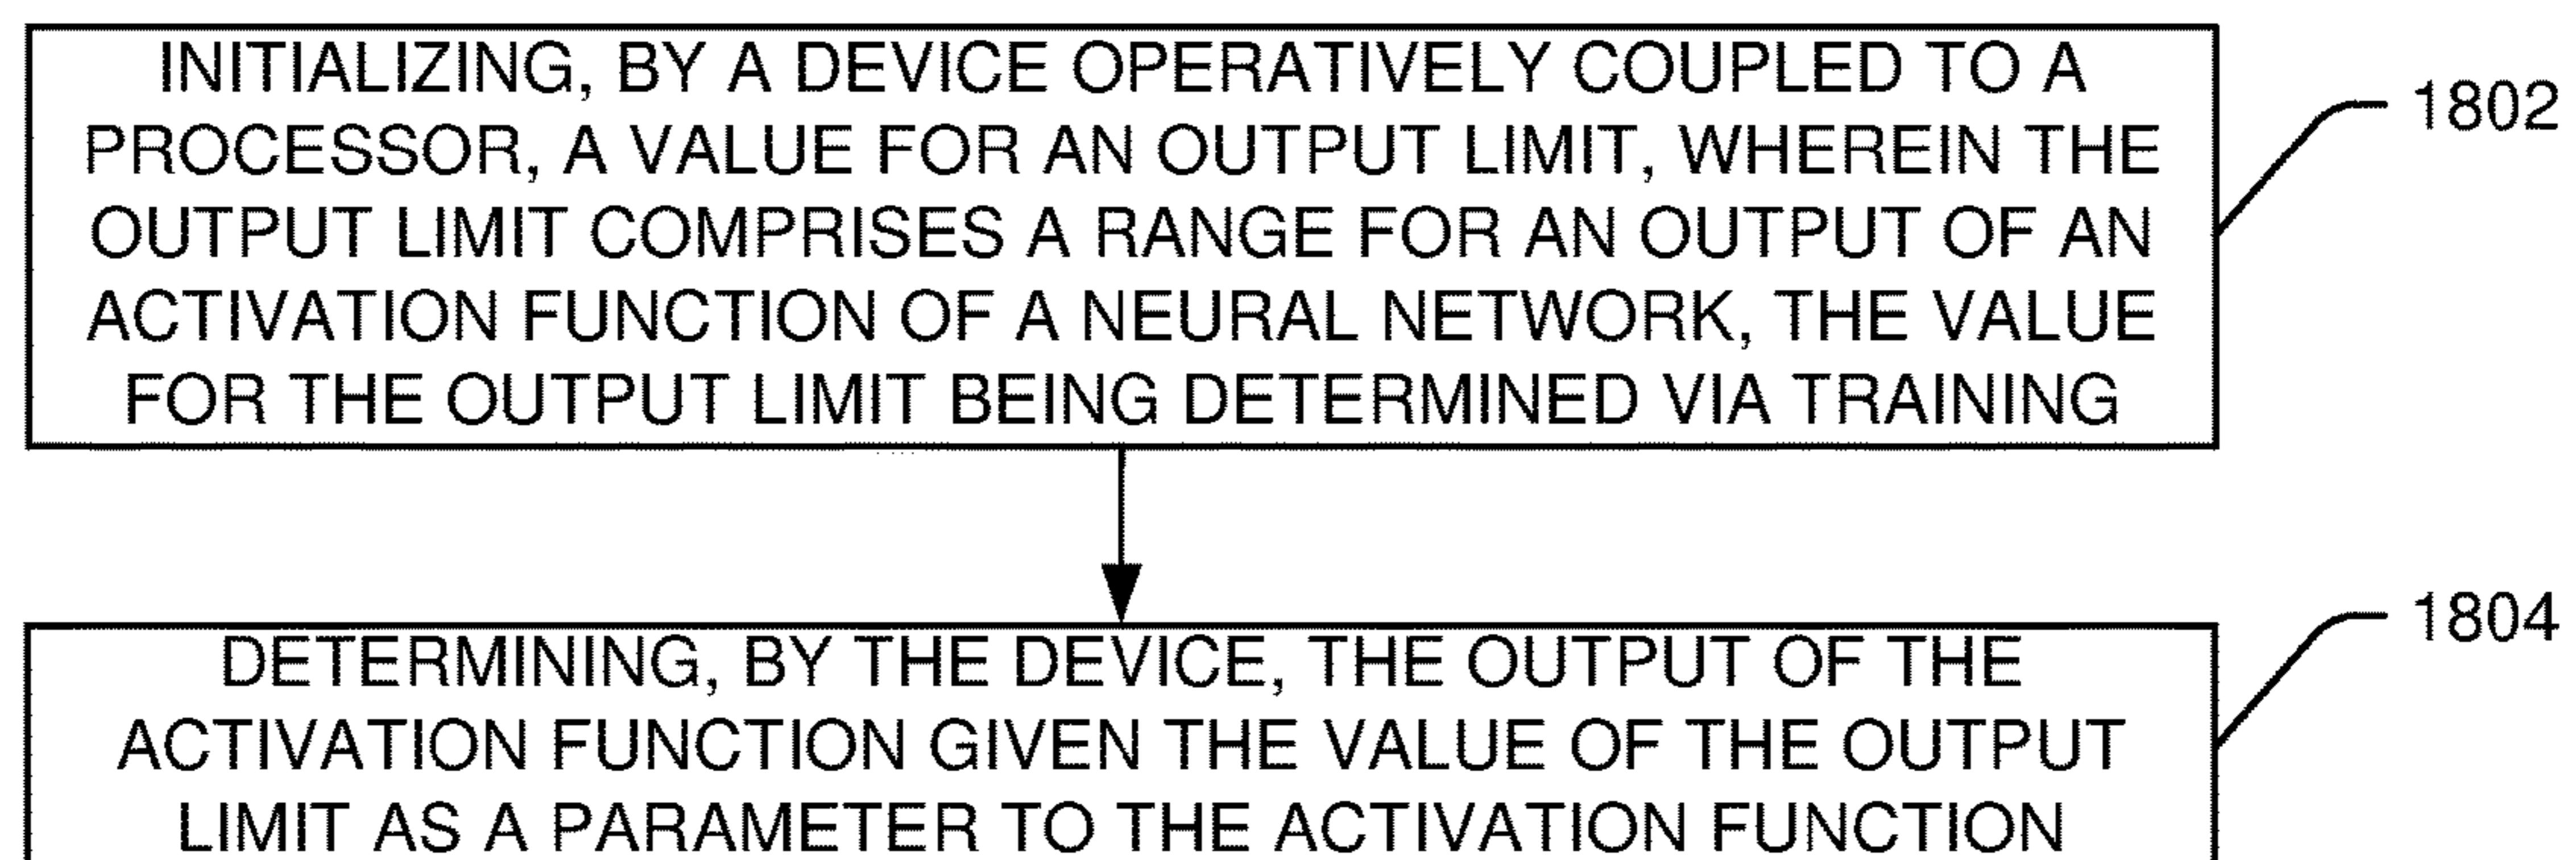 INITIALIZING, BY A DEVICE OPERATIVELY COUPLED TO A
PROCESSOR, A VALUE FOR AN OUTPUT LIMIT, WHEREIN THE
OUTPUT LIMIT COMPRISES A RANGE FOR AN OUTPUT OF AN
ACTIVATION FUNCTION OF A NEURAL NETWORK, THE VALUE
FOR THE OUTPUT LIMIT BEING DETERMINED VIA TRAINING
1802
DETERMINING, BY THE DEVICE, THE OUTPUT OF THE
ACTIVATION FUNCTION GIVEN THE VALUE OF THE OUTPUT
LIMIT AS A PARAMETER TO THE ACTIVATION FUNCTION
1804